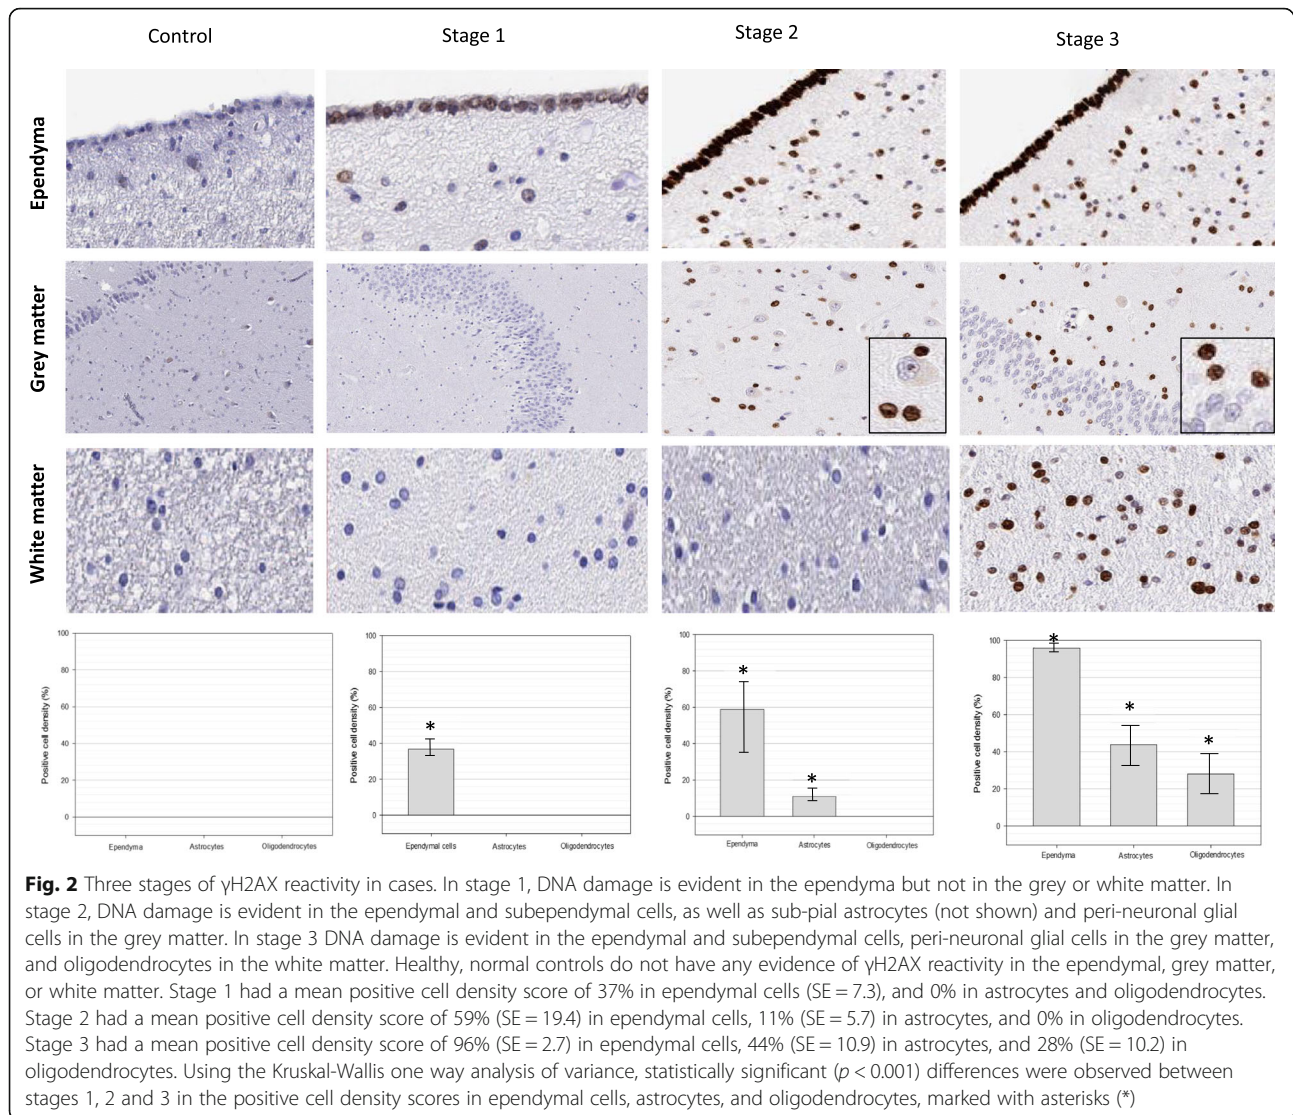 Control
Stage 1
Stage 2
Stage 3
Ependyma
Grey matter
White matter
100
80
60
40
20
0
Positive cell density (%)
Ependyma
Astrocytes
Oligodendrocytes
100
80
60
40
20
0
Positive cell density (%)
*
Ependymal cells
Astrocytes
Oligodendrocytes
100
80
60
40
20
0
Positive cell density (%)
*
*
Ependyma
Astrocytes
Oligodendrocytes
100
80
60
40
20
0
Positive cell density (%)
*
*
*
Ependyma
Astrocytes
Oligodendrocytes
Fig. 2 Three stages of γH2AX reactivity in cases. In stage 1, DNA damage is evident in the ependyma but not in the grey or white matter. In
stage 2, DNA damage is evident in the ependymal and subependymal cells, as well as sub-pial astrocytes (not shown) and peri-neuronal glial
cells in the grey matter. In stage 3 DNA damage is evident in the ependymal and subependymal cells, peri-neuronal glial cells in the grey matter,
and oligodendrocytes in the white matter. Healthy, normal controls do not have any evidence of γH2AX reactivity in the ependymal, grey matter,
or white matter. Stage 1 had a mean positive cell density score of 37% in ependymal cells (SE = 7.3), and 0% in astrocytes and oligodendrocytes.
Stage 2 had a mean positive cell density score of 59% (SE = 19.4) in ependymal cells, 11% (SE = 5.7) in astrocytes, and 0% in oligodendrocytes.
Stage 3 had a mean positive cell density score of 96% (SE = 2.7) in ependymal cells, 44% (SE = 10.9) in astrocytes, and 28% (SE = 10.2) in
oligodendrocytes. Using the Kruskal-Wallis one way analysis of variance, statistically significant (p < 0.001) differences were observed between
stages 1, 2 and 3 in the positive cell density scores in ependymal cells, astrocytes, and oligodendrocytes, marked with asterisks (*)